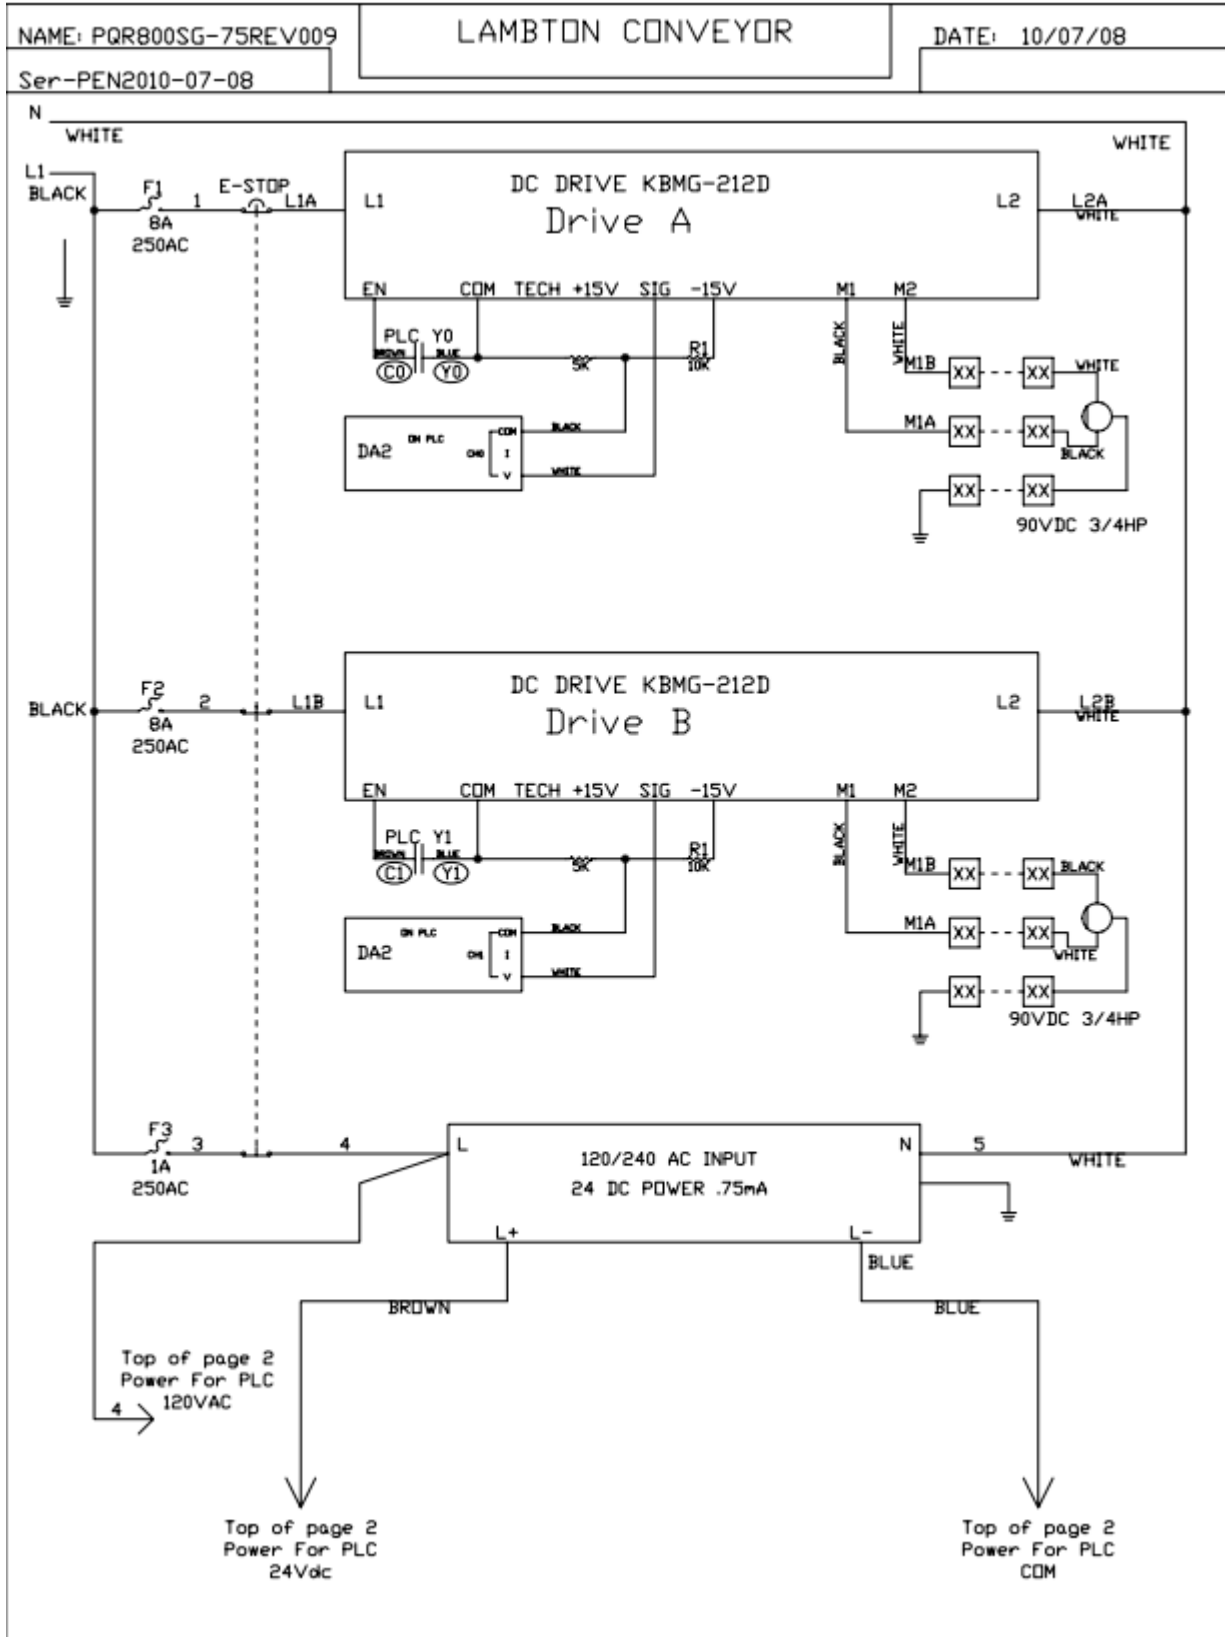 NAME: PQR800SG-75REV009
LAMBTON CONVEYOR
DATE: 10/07/08
Ser-PEN2010-07-08
N
WHITE
WHITE
L1
BLACK
F1
1
E-STOP
L1A
8A
250AC
L1
DC DRIVE KBMG-212D
Drive A
L2
L2A
WHITE
EN
COM
TECH
+15V
SIG
-15V
M1
M2
PLC Y0
BROWN
BLUE
C0
Y0
5K
R1
10K
BLACK
WHITE
M1B
XX
XX
WHITE
M1A
XX
XX
BLACK
XX
XX
90VDC 3/4HP
DA2
ON PLC
CH0
COM
I
V
BLACK
WHITE
BLACK
F2
2
L1B
8A
250AC
L1
DC DRIVE KBMG-212D
Drive B
L2
L2B
WHITE
EN
COM
TECH
+15V
SIG
-15V
M1
M2
PLC Y1
BROWN
BLUE
C1
Y1
5K
R1
10K
BLACK
WHITE
M1B
XX
XX
BLACK
M1A
XX
XX
WHITE
XX
XX
90VDC 3/4HP
DA2
ON PLC
CH1
COM
I
V
BLACK
WHITE
F3
3
4
1A
250AC
L
120/240 AC INPUT
24 DC POWER .75mA
N
5
WHITE
L+
L-
BLUE
BROWN
BLUE
Top of page 2
Power For PLC
120VAC
4
Top of page 2
Power For PLC
24Vdc
Top of page 2
Power For PLC
COM